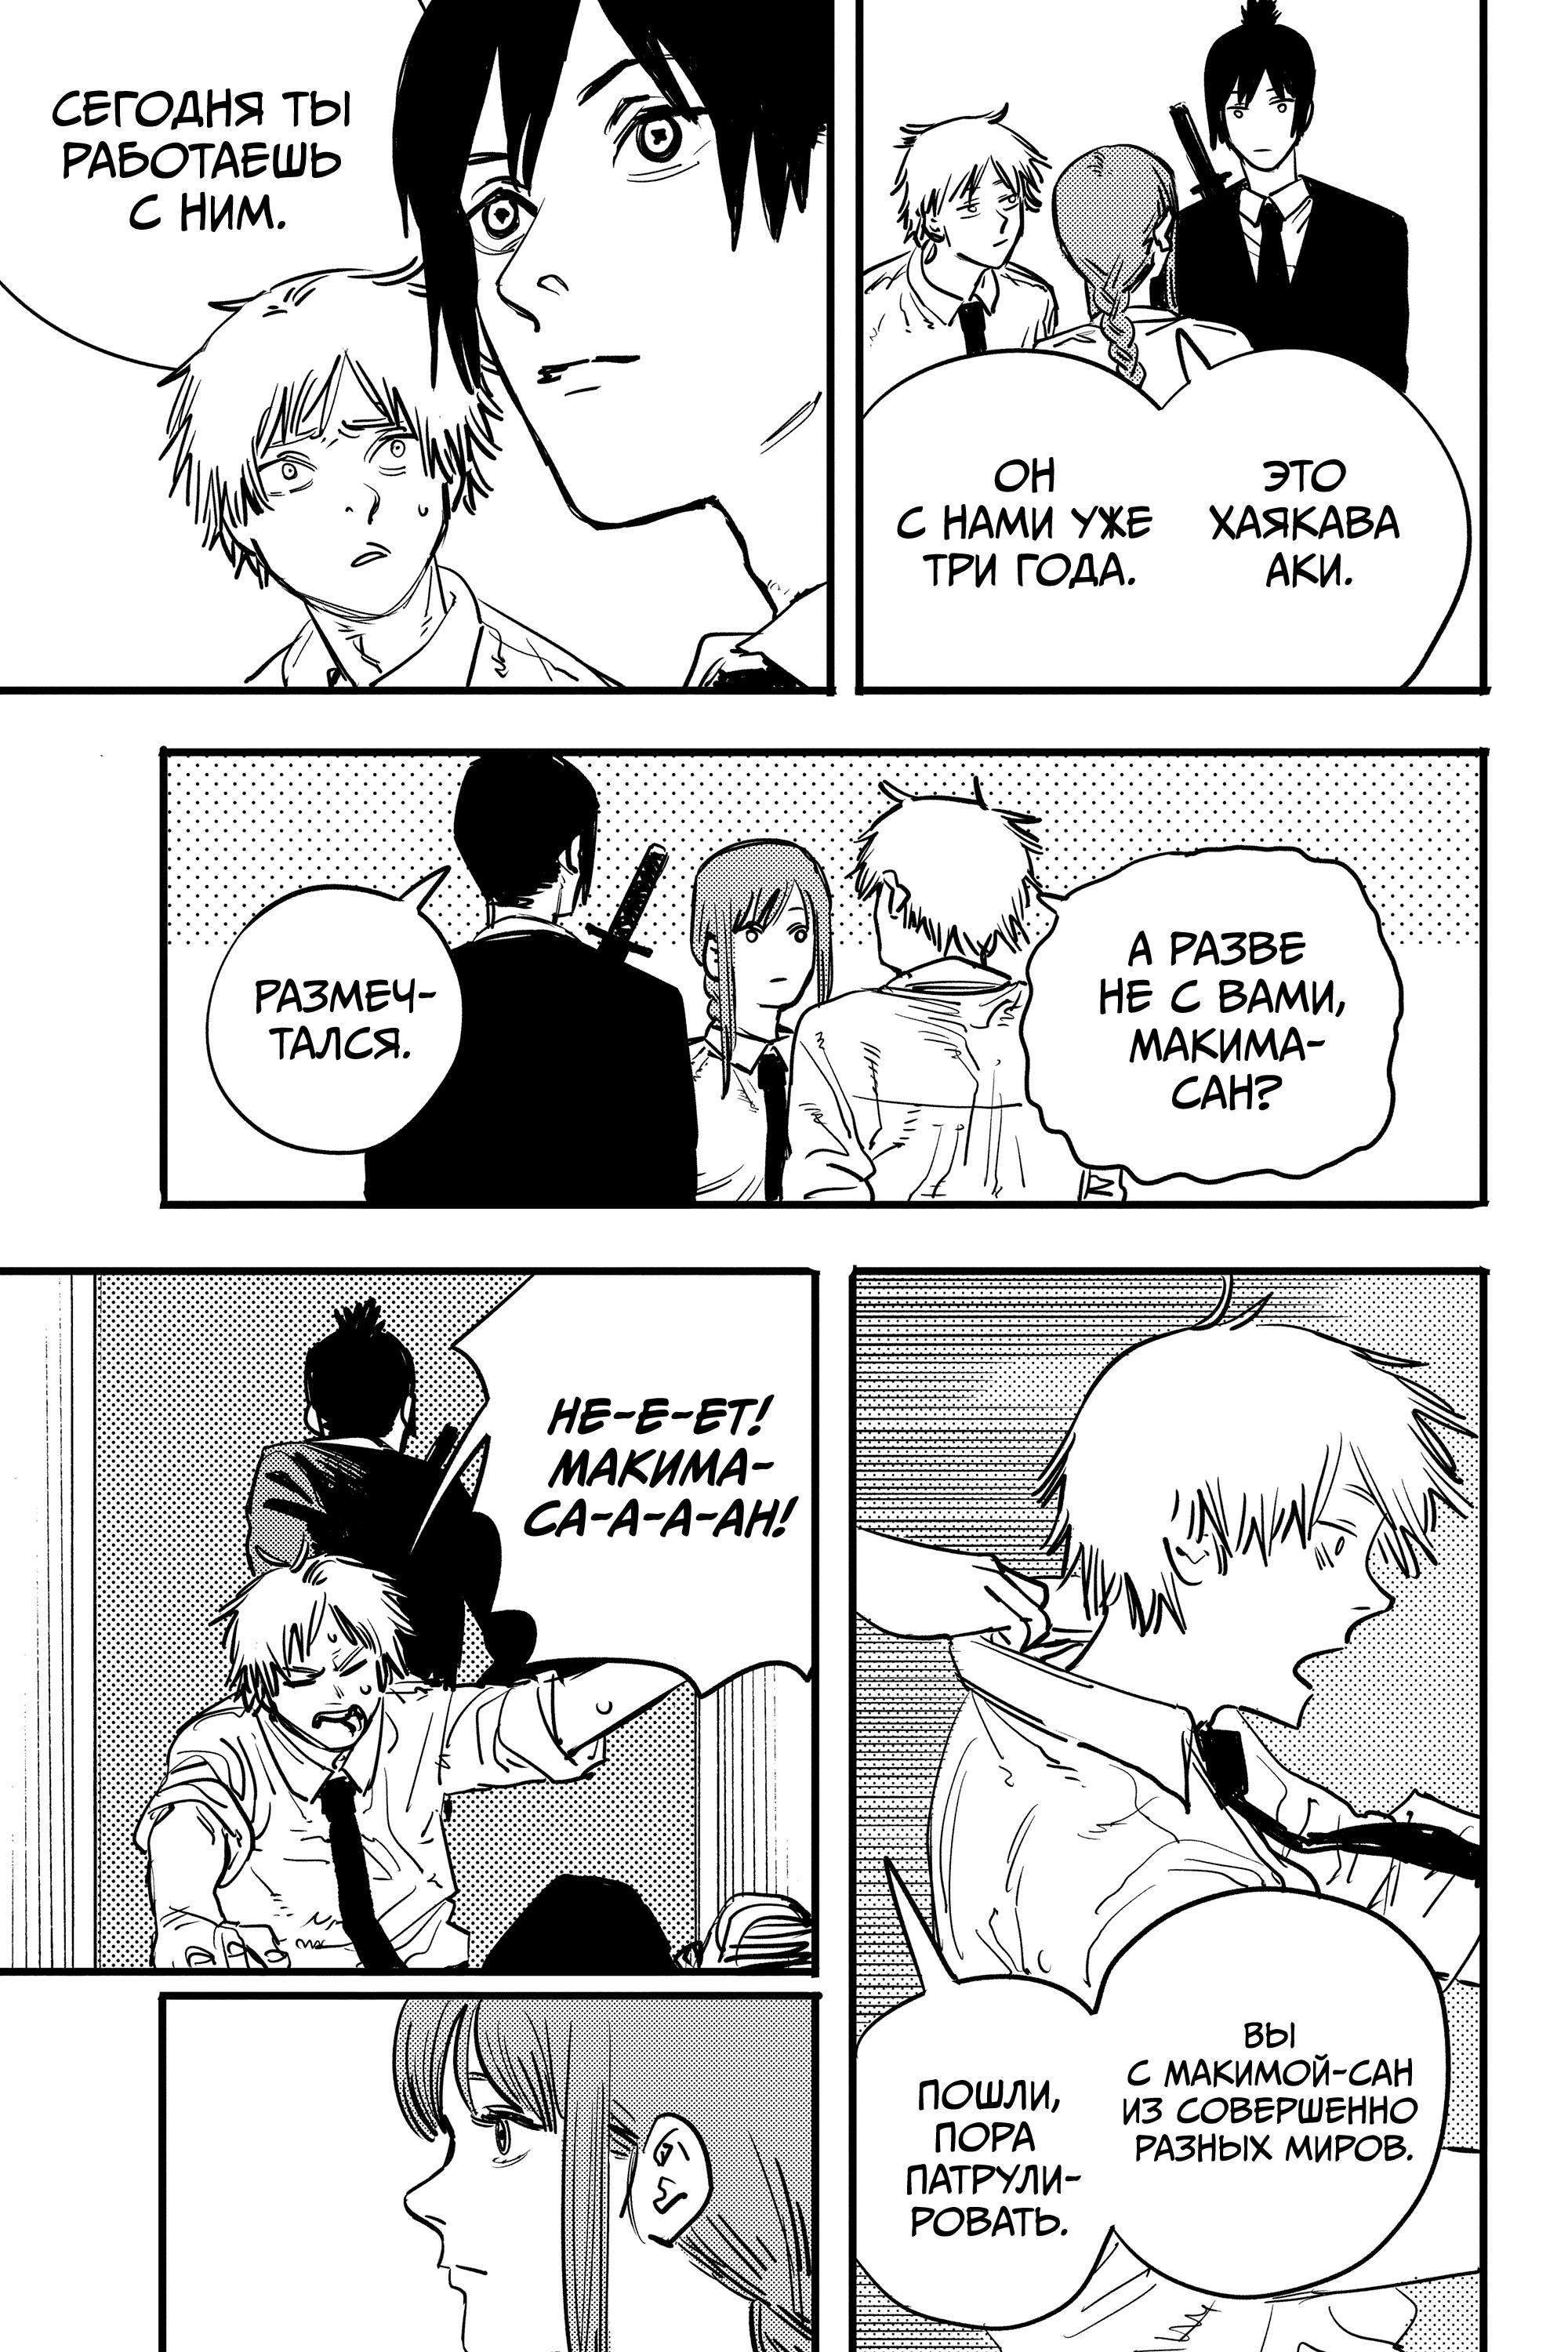 ЭТО
ХАЯКАВА
АКИ.
ОН
С НАМИ УЖЕ
ТРИ ГОДА.
СЕГОДНЯ ТЫ
РАБОТАЕШЬ
С НИМ.
А РАЗВЕ
НЕ С ВАМИ,
МАКИМА-
САН?
РАЗМЕЧ-
ТАЛСЯ.
ВЫ
С МАКИМОЙ-САН
ИЗ СОВЕРШЕННО
РАЗНЫХ МИРОВ.
ПОШЛИ,
ПОРА
ПАТРУЛИ-
РОВАТЬ.
НЕ-Е-ЕТ!
МАКИМА-
СА-А-А-АН!